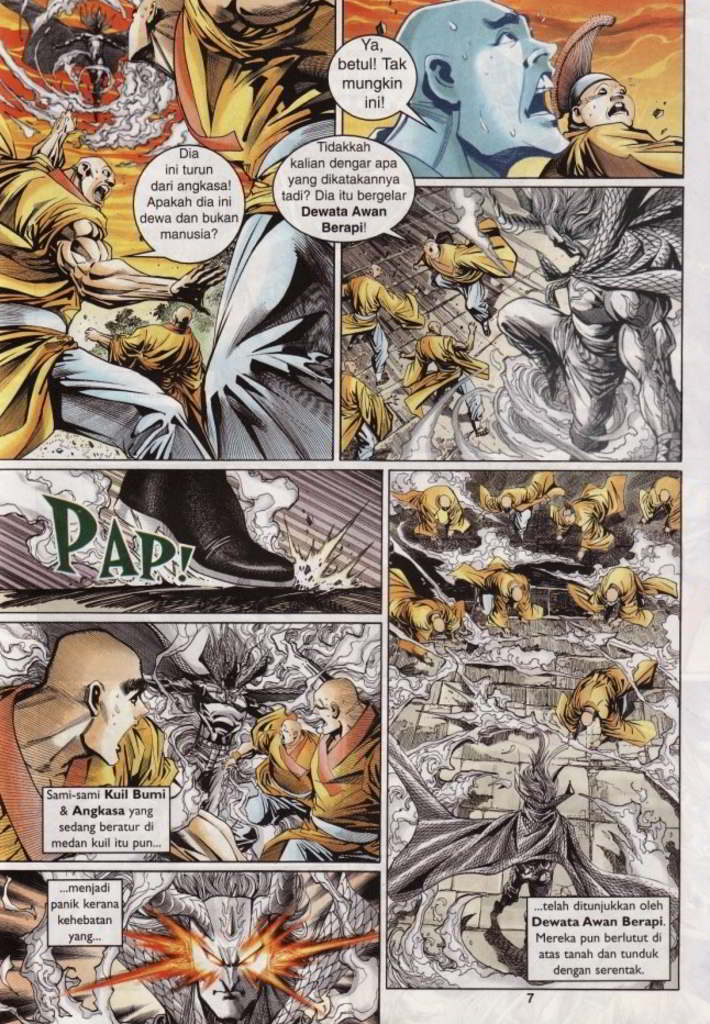 Dia
ini turun
dari angkasa!
Apakah dia ini
dewa dan bukan
manusia?
Ya,
betul! Tak
mungkin
ini!
Tidakkah
kalian dengar apa
yang dikatakannya
tadi? Dia itu bergelar
Dewata Awan
Berapi!
PAP!
Sami-sami Kuil Bumi
& Angkasa yang
sedang beratur di
medan kuil itu pun...
...menjadi
panik kerana
kehebatan
yang...
...telah ditunjukkan oleh
Dewata Awan Berapi.
Mereka pun berlutut di
atas tanah dan tunduk
dengan serentak.
7